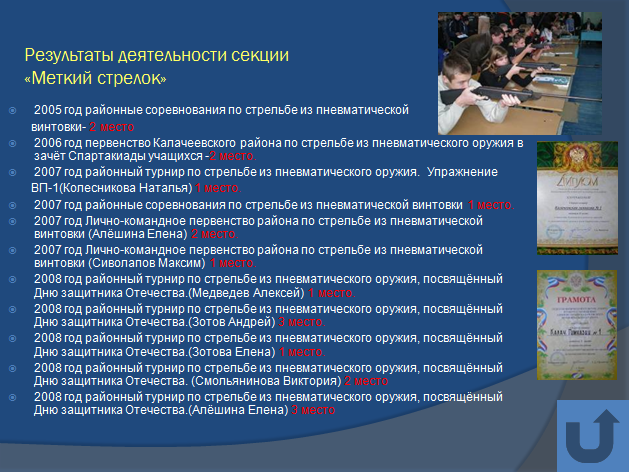 Результаты деятельности секции
«Меткий стрелок»
2005 год районные соревнования по стрельбе из пневматической
винтовки- 2 место
2006 год первенство Калачеевского района по стрельбе из пневматического оружия в
зачёт Спартакиады учащихся -2 место.
2007 год районный турнир по стрельбе из пневматического оружия. Упражнение
ВП-1(Колесникова Наталья) 1 место.
2007 год районные соревнования по стрельбе из пневматической винтовки 1 место.
2007 год Лично-командное первенство района по стрельбе из пневматической
винтовки (Алёшина Елена) 2 место
2007 год Лично-командное первенство района по стрельбе из пневматической
винтовки (Сиволапов Максим) 1 место.
2008 год районный турнир по стрельбе из пневматического оружия, посвящённый
Дню защитника Отечества.(Медведев Алексей) 1 место.
2008 год районный турнир по стрельбе из пневматического оружия, посвящённый
Дню защитника Отечества.(Зотов Андрей) 3 место.
2008 год районный турнир по стрельбе из пневматического оружия, посвящённый
Дню защитника Отечества.(Зотова Елена) 1 место.
2008 год районный турнир по стрельбе из пневматического оружия, посвящённый
Дню защитника Отечества. (Смольянинова Виктория) 2 место
2008 год районный турнир по стрельбе из пневматического оружия, посвящённый
Дню защитника Отечества.(Алёшина Елена) 3 место
ДИПЛОМ
ГРАМОТА